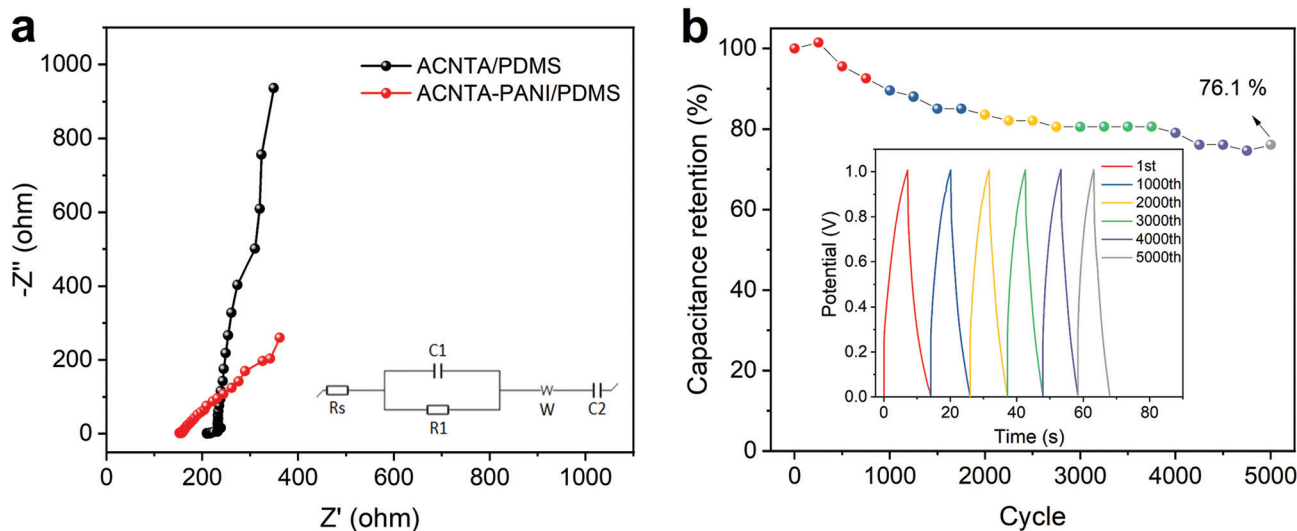 a
ACNTA/PDMS
ACNTA-PANI/PDMS
-Z'' (ohm)
1000
800
600
400
200
0
C1
Rs
R1
W
W
C2
0 200 400 600 800 1000
Z' (ohm)
b
Capacitance retention (%)
100
80
60
40
20
0
76.1 %
1st
1000th
2000th
3000th
4000th
5000th
Potential (V)
1.0
0.8
0.6
0.4
0.2
0.0
0 20 40 60 80
Time (s)
0 1000 2000 3000 4000 5000
Cycle